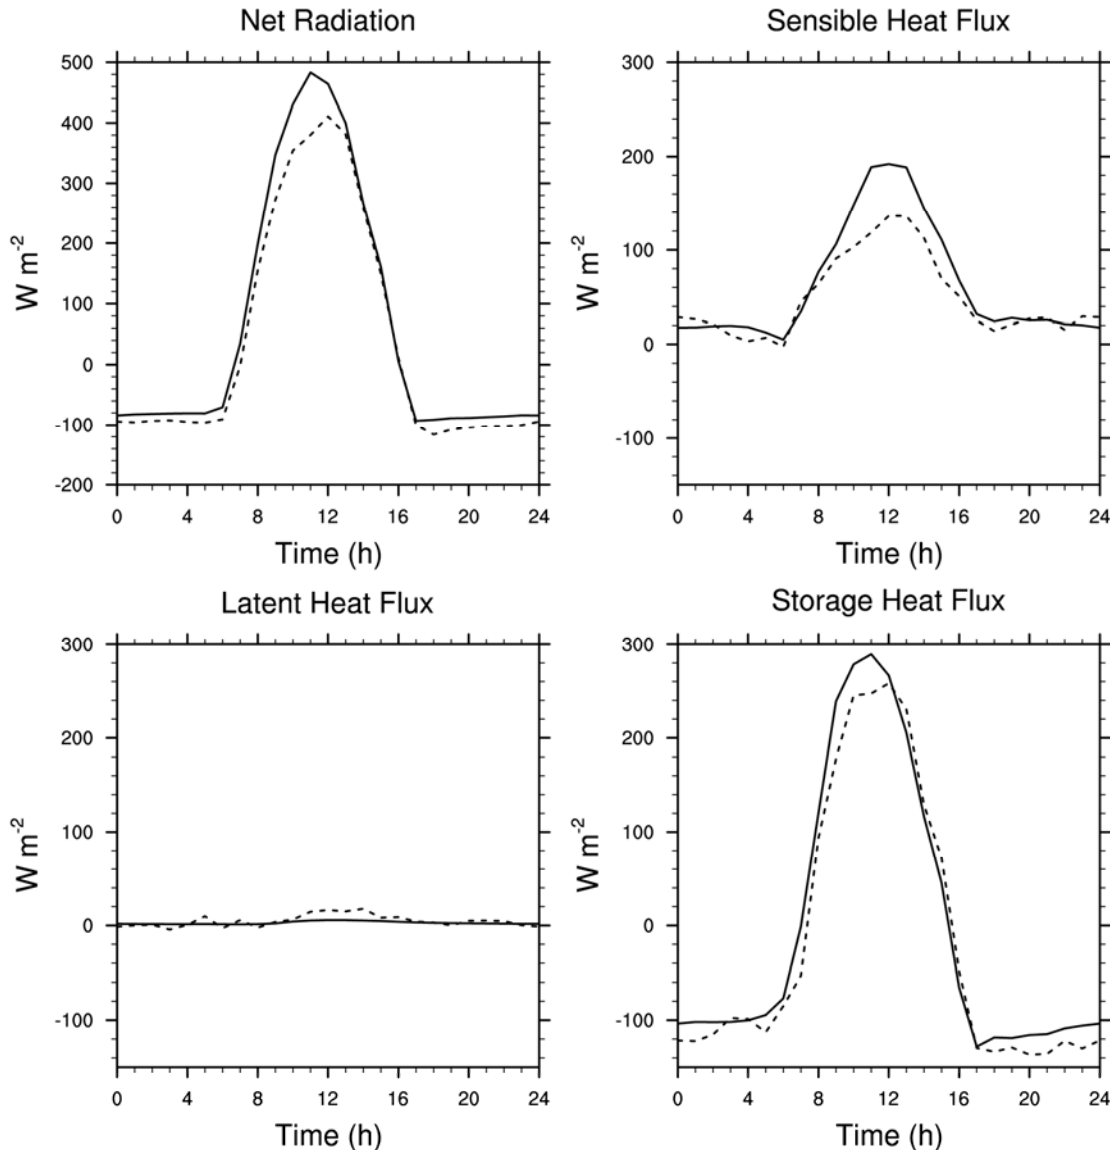 Net Radiation
500
400
300
200
100
0
-100
-200
W m-2
0 4 8 12 16 20 24
Time (h)
Sensible Heat Flux
300
200
100
0
-100
W m-2
0 4 8 12 16 20 24
Time (h)
Latent Heat Flux
300
200
100
0
-100
W m-2
0 4 8 12 16 20 24
Time (h)
Storage Heat Flux
300
200
100
0
-100
W m-2
0 4 8 12 16 20 24
Time (h)